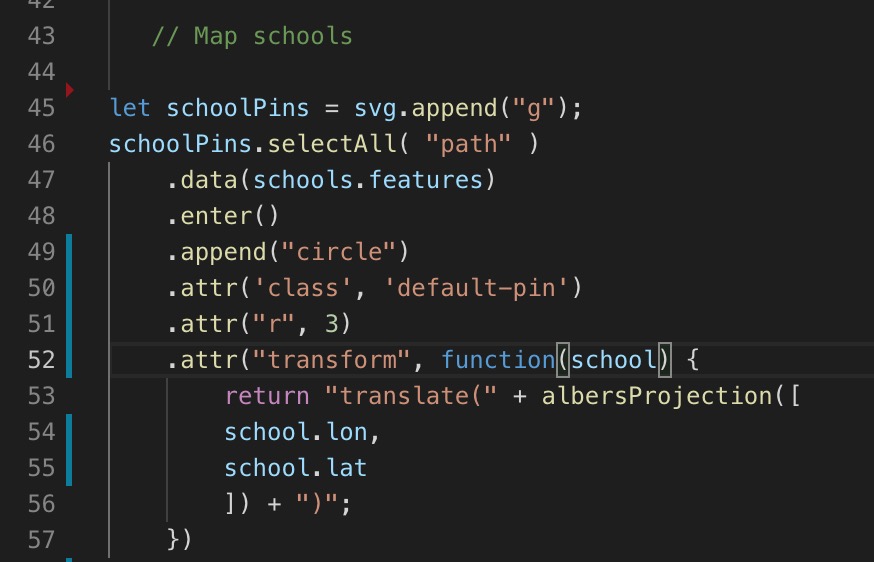 42
43 // Map schools
44
45 let schoolPins = svg.append("g");
46 schoolPins.selectAll( "path" )
47 .data(schools.features)
48 .enter()
49 .append("circle")
50 .attr('class', 'default-pin')
51 .attr("r", 3)
52 .attr("transform", function(school) {
53 return "translate(" + albersProjection([
54 school.lon,
55 school.lat
56 ]) + ")";
57 })